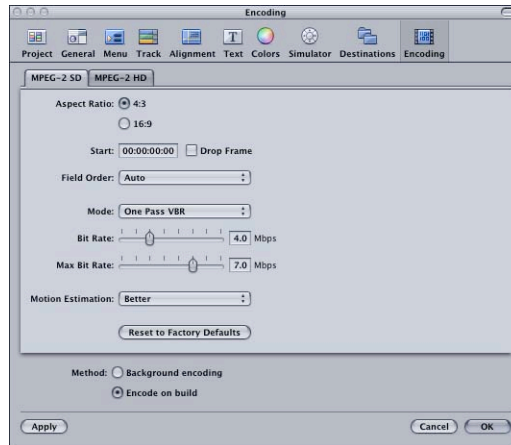 Encoding
Project General Menu Track Alignment Text Colors Simulator Destinations Encoding
MPEG-2 SD MPEG-2 HD
Aspect Ratio: 4:3
16:9
Start: 00:00:00:00 Drop Frame
Field Order: Auto
Mode: One Pass VBR
Bit Rate: 4.0 Mbps
Max Bit Rate: 7.0 Mbps
Motion Estimation: Better
Reset to Factory Defaults
Method: Background encoding
Encode on build
Apply Cancel OK